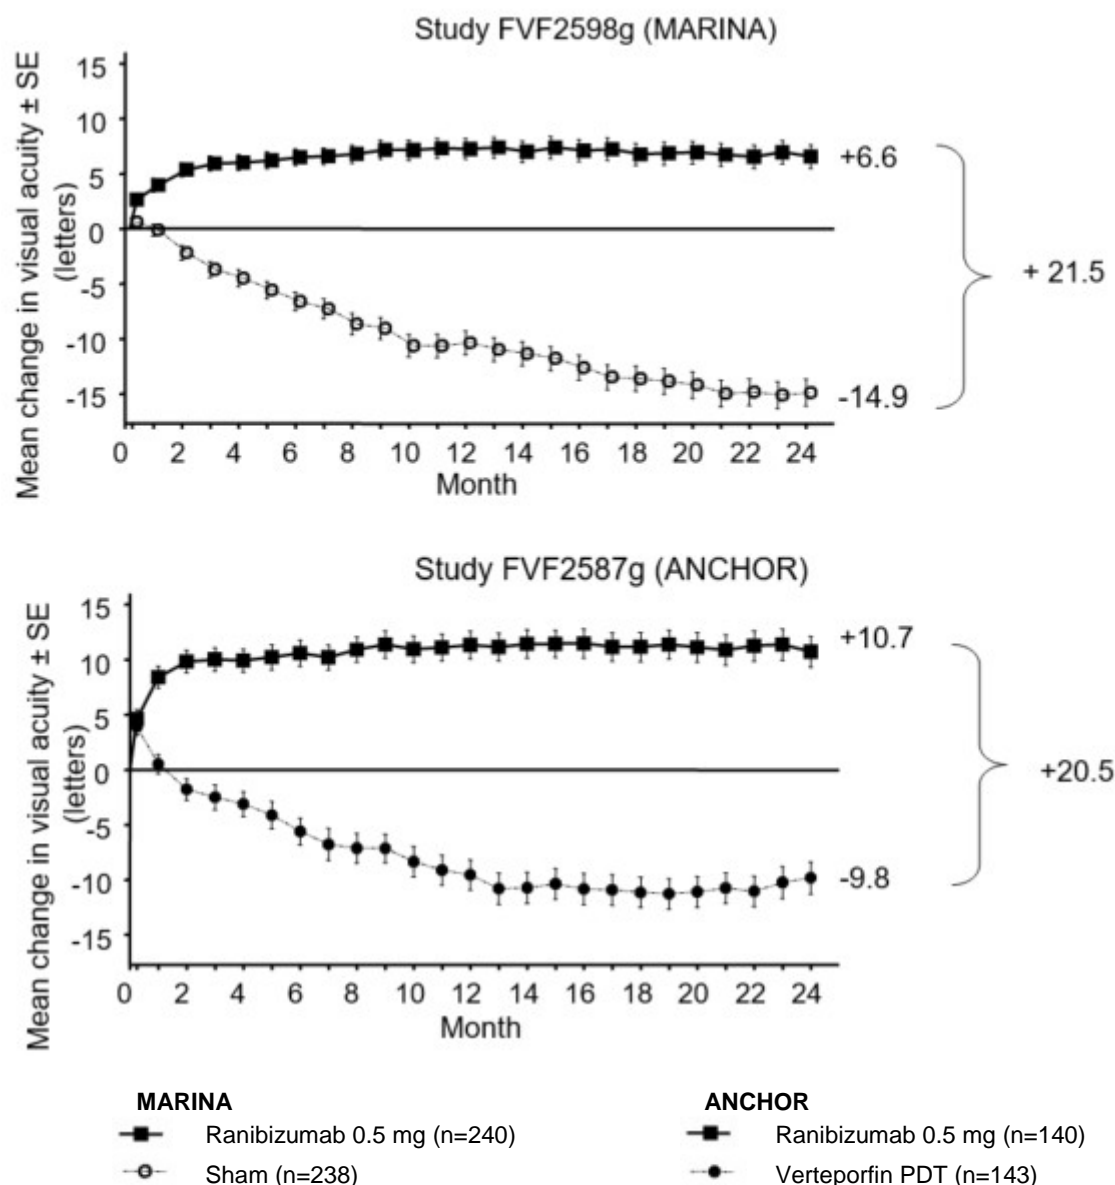 Study FVF2598g (MARINA)
Mean change in visual acuity ± SE
(letters)
15
10
5
0
-5
-10
-15
+6.6
-14.9
+ 21.5
0 2 4 6 8 10 12 14 16 18 20 22 24
Month
Study FVF2587g (ANCHOR)
Mean change in visual acuity ± SE
(letters)
15
10
5
0
-5
-10
-15
+10.7
-9.8
+20.5
0 2 4 6 8 10 12 14 16 18 20 22 24
Month
MARINA
Ranibizumab 0.5 mg (n=240)
Sham (n=238)
ANCHOR
Ranibizumab 0.5 mg (n=140)
Verteporfin PDT (n=143)